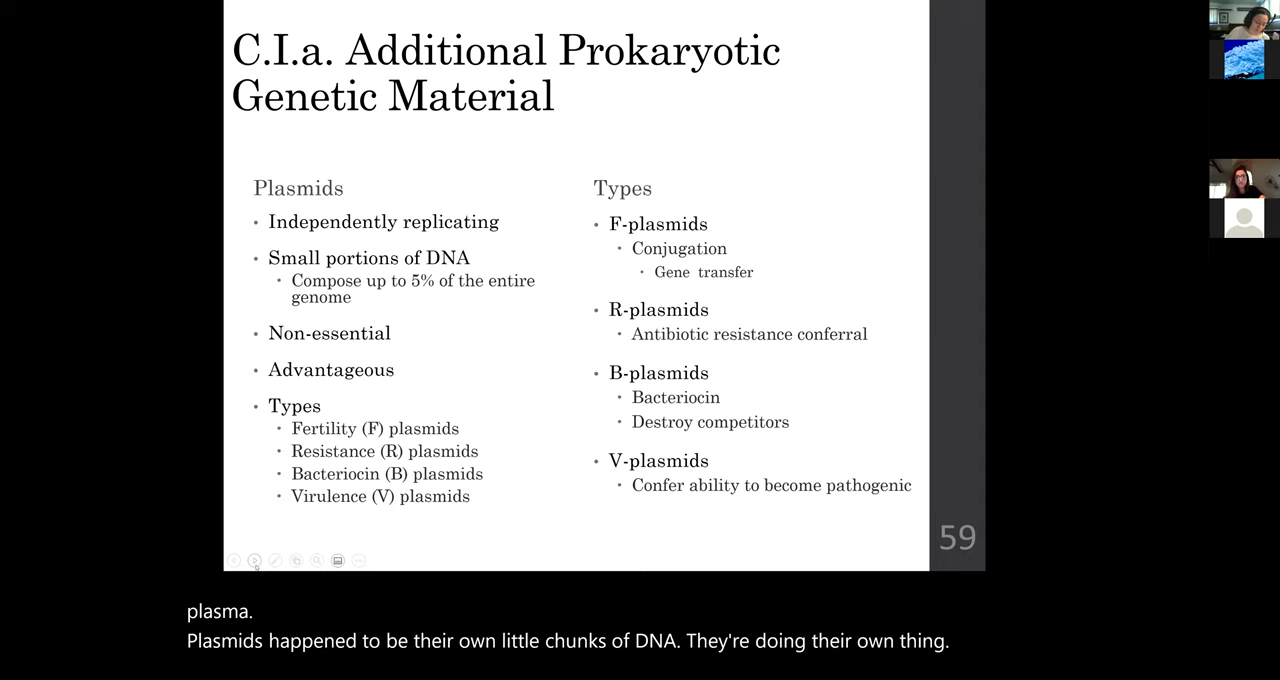 C.I.a. Additional Prokaryotic
Genetic Material
Plasmids
• Independently replicating
• Small portions of DNA
• Compose up to 5% of the entire
genome
• Non-essential
• Advantageous
• Types
• Fertility (F) plasmids
• Resistance (R) plasmids
• Bacteriocin (B) plasmids
• Virulence (V) plasmids
Types
• F-plasmids
• Conjugation
• Gene transfer
• R-plasmids
• Antibiotic resistance conferral
• B-plasmids
• Bacteriocin
• Destroy competitors
• V-plasmids
• Confer ability to become pathogenic
59
plasma.
Plasmids happened to be their own little chunks of DNA. They're doing their own thing.